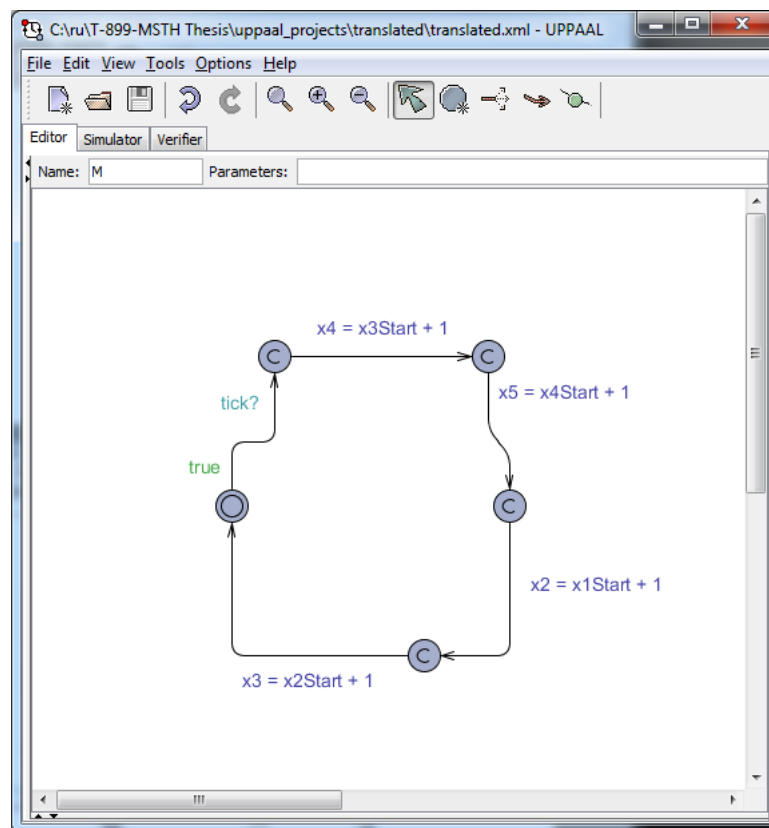 C:\ru\T-899-MSTH Thesis\uppaal_projects\translated\translated.xml - UPPAAL
File Edit View Tools Options Help
Editor Simulator Verifier
Name: M Parameters:
x4 = x3Start + 1
C C
x5 = x4Start + 1
tick?
true
C
x2 = x1Start + 1
C
x3 = x2Start + 1